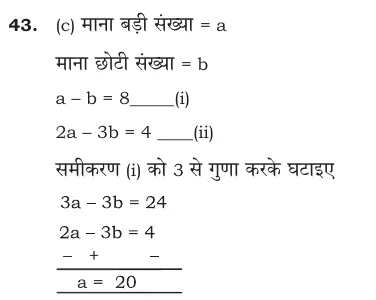 43. (c) माना बड़ी संख्या = a
माना छोटी संख्या = b
a – b = 8_____(i)
2a – 3b = 4 ____(ii)
समीकरण (i) को 3 से गुणा करके घटाइए
3a – 3b = 24
2a – 3b = 4
– + –
a = 20